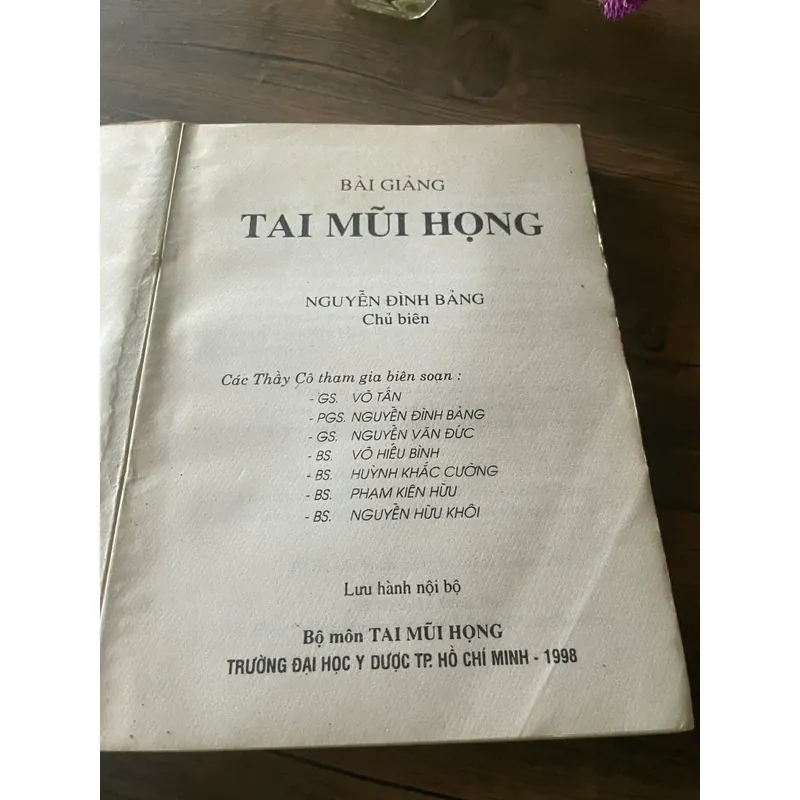 BÀI GIẢNG
TAI MŨI HỌNG
NGUYỄN ĐÌNH BẢNG
Chủ biên
Các Thầy Cô tham gia biên soạn :
- GS. VÕ TẤN
- PGS. NGUYỄN ĐÌNH BẢNG
- GS. NGUYỄN VĂN ĐỨC
- BS. VÕ HIẾU BÌNH
- BS. HUỲNH KHẮC CƯỜNG
- BS. PHẠM KIÊN HỮU
- BS. NGUYỄN HỮU KHÔI
Lưu hành nội bộ
Bộ môn TAI MŨI HỌNG
TRƯỜNG ĐẠI HỌC Y DƯỢC TP. HỒ CHÍ MINH - 1998